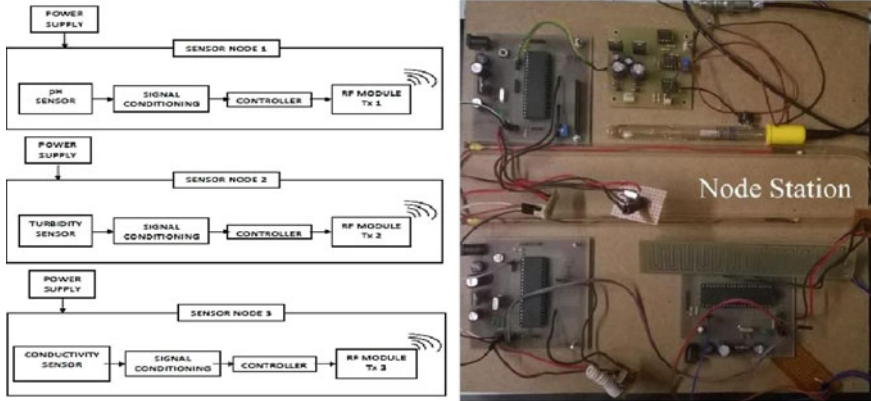 POWER
SUPPLY
SENSOR NODE 1
pH
SENSOR
SIGNAL
CONDITIONING
CONTROLLER
RF MODULE
Tx 1
POWER
SUPPLY
SENSOR NODE 2
TURBIDITY
SENSOR
SIGNAL
CONDITIONING
CONTROLLER
RF MODULE
Tx 2
POWER
SUPPLY
SENSOR NODE 3
CONDUCTIVITY
SENSOR
SIGNAL
CONDITIONING
CONTROLLER
RF MODULE
Tx 3
Node Station